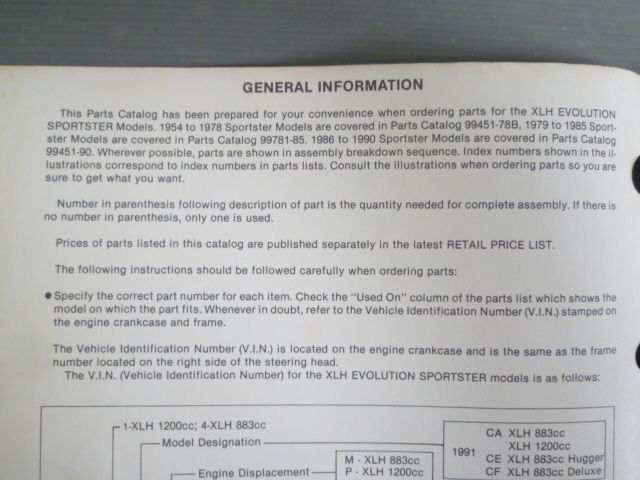 GENERAL INFORMATION
This Parts Catalog has been prepared for your convenience when ordering parts for the XLH EVOLUTION
SPORTSTER Models. 1954 to 1978 Sportster Models are covered in Parts Catalog 99451-78B, 1979 to 1985 Sport-
ster Models are covered in Parts Catalog 99781-85. 1986 to 1990 Sportster Models are covered in Parts Catalog
99451-90. Wherever possible, parts are shown in assembly breakdown sequence. Index numbers shown in the il-
lustrations correspond to index numbers in parts lists. Consult the illustrations when ordering parts so you are
sure to get what you want.
Number in parenthesis following description of part is the quantity needed for complete assembly. If there is
no number in parenthesis, only one is used.
Prices of parts listed in this catalog are published separately in the latest RETAIL PRICE LIST.
The following instructions should be followed carefully when ordering parts:
● Specify the correct part number for each item. Check the "Used On" column of the parts list which shows the
model on which the part fits. Whenever in doubt, refer to the Vehicle Identification Number (V.I.N.) stamped on
the engine crankcase and frame.
The Vehicle Identification Number (V.I.N.) is located on the engine crankcase and is the same as the frame
number located on the right side of the steering head.
The V.I.N. (Vehicle Identification Number) for the XLH EVOLUTION SPORTSTER models is as follows:
1-XLH 1200cc; 4-XLH 883cc
Model Designation
1991
CA XLH 883cc
XLH 1200cc
CE XLH 883cc Hugger
CF XLH 883cc Deluxe
Engine Displacement
M - XLH 883cc
P - XLH 1200cc